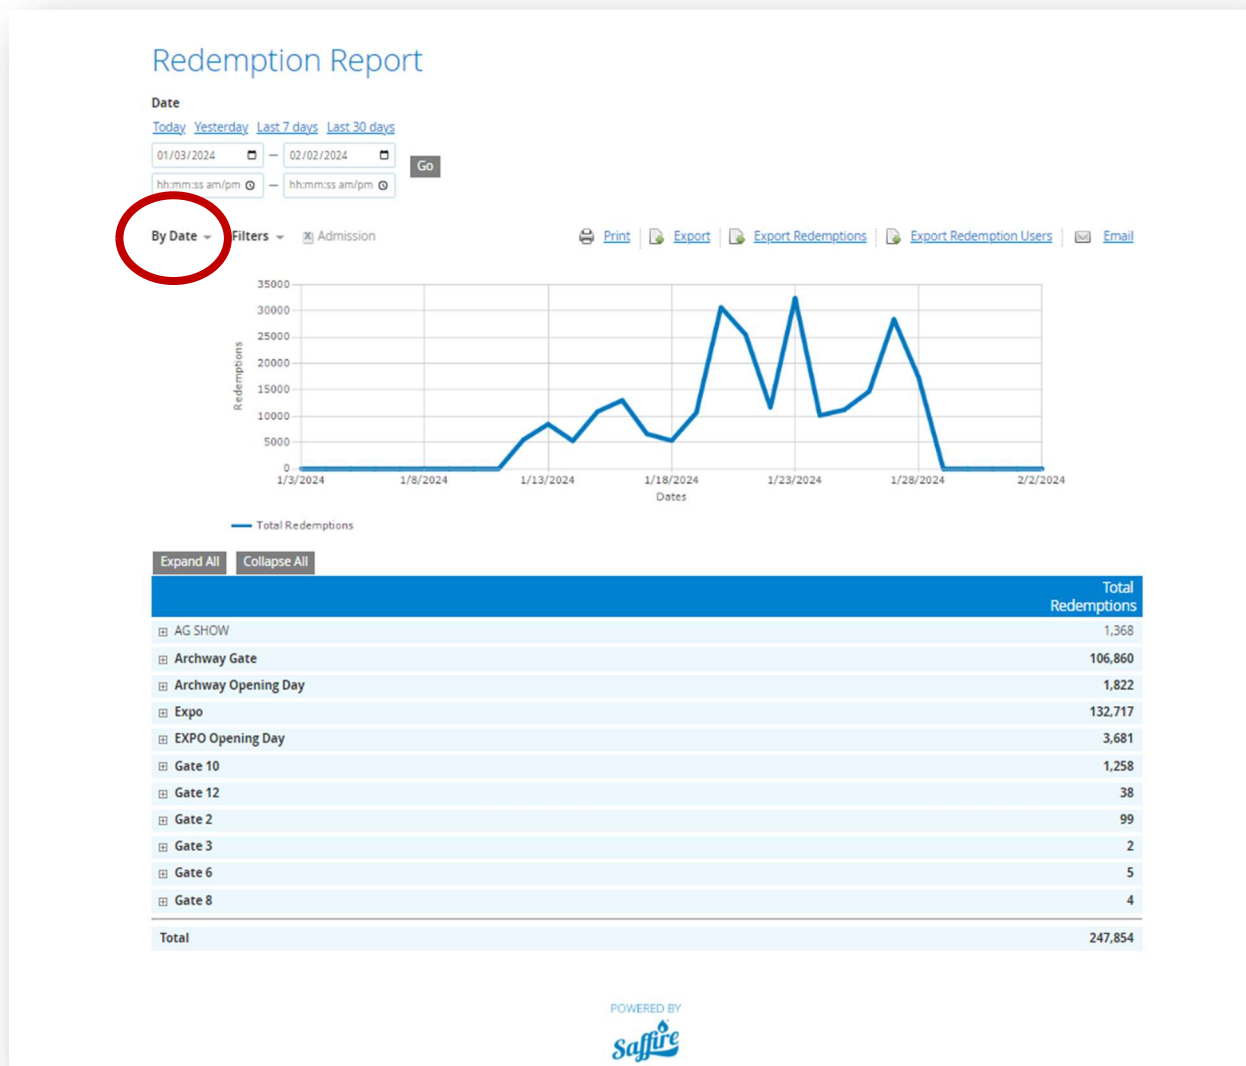 Redemption Report
Date
Today Yesterday Last 7 days Last 30 days
01/03/2024 – 02/02/2024 Go
hh:mm:ss am/pm – hh:mm:ss am/pm
By Date Filters Admission Print Export Export Redemptions Export Redemption Users Email
35000
30000
25000
20000
15000
10000
5000
0
Redemptions
1/3/2024 1/8/2024 1/13/2024 1/18/2024 1/23/2024 1/28/2024 2/2/2024
Dates
Total Redemptions
Expand All Collapse All
Total
Redemptions
AG SHOW 1,368
Archway Gate 106,860
Archway Opening Day 1,822
Expo 132,717
EXPO Opening Day 3,681
Gate 10 1,258
Gate 12 38
Gate 2 99
Gate 3 2
Gate 6 5
Gate 8 4
Total 247,854
POWERED BY
Saffire